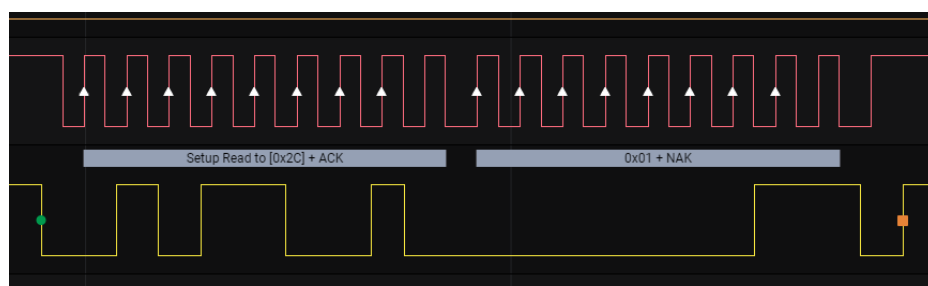 Setup Read to [0x2C] + ACK
0x01 + NAK